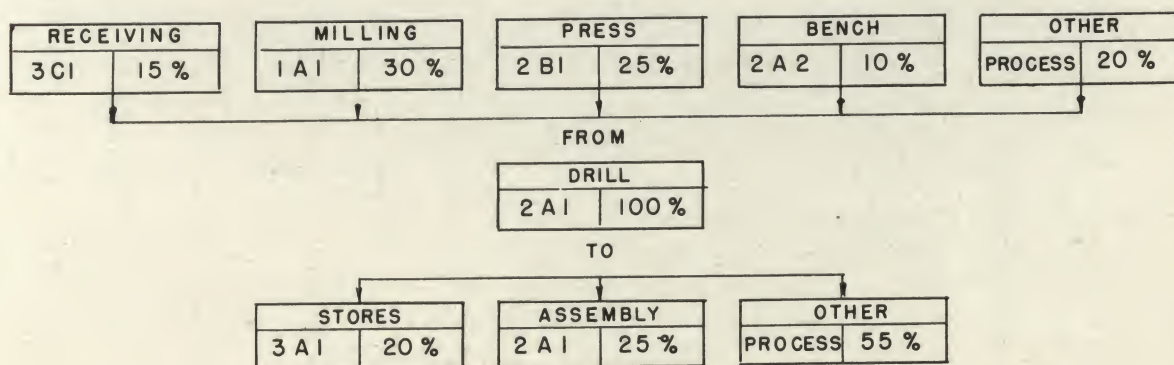 RECEIVING MILLING PRESS BENCH OTHER
3C1 15% 1A1 30% 2B1 25% 2A2 10% PROCESS 20%
FROM
DRILL
2A1 100%
TO
STORES ASSEMBLY OTHER
3A1 20% 2A1 25% PROCESS 55%